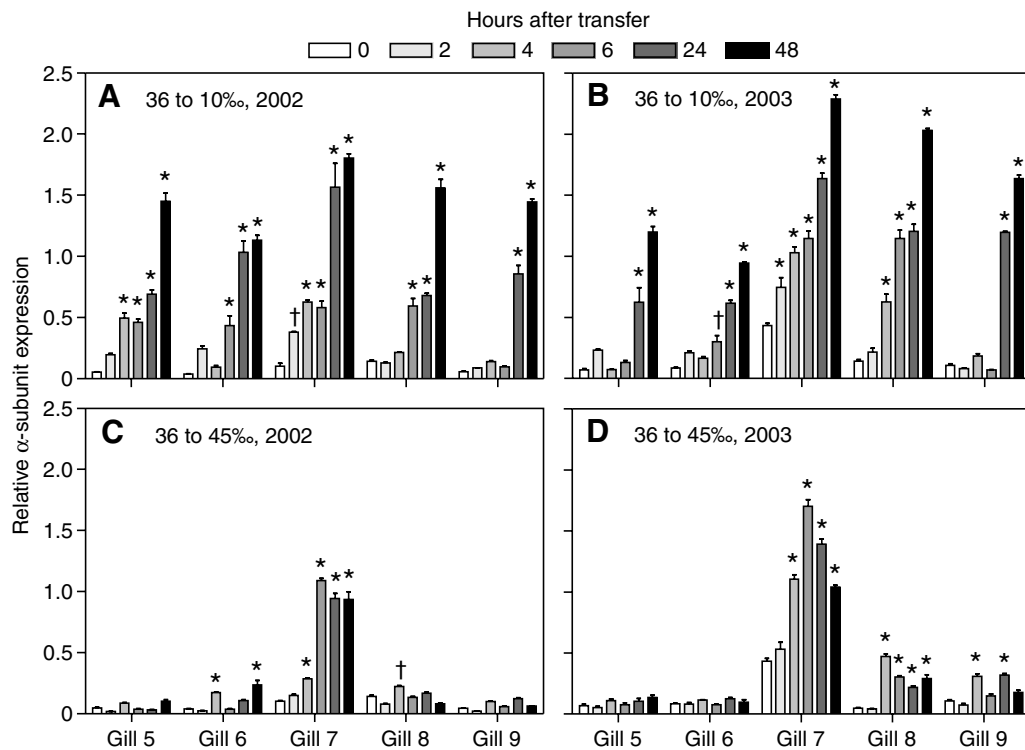 Hours after transfer
0 2 4 6 24 48
Relative α-subunit expression
A 36 to 10‰, 2002
2.5
2.0
1.5
1.0
0.5
0
* * * * * * * * † * * * * * * * * *
B 36 to 10‰, 2003
* * † * * * * * * * * * * * * *
C 36 to 45‰, 2002
2.5
2.0
1.5
1.0
0.5
0
* * * * * * †
D 36 to 45‰, 2003
* * * * * * * * * *
Gill 5 Gill 6 Gill 7 Gill 8 Gill 9
Gill 5 Gill 6 Gill 7 Gill 8 Gill 9